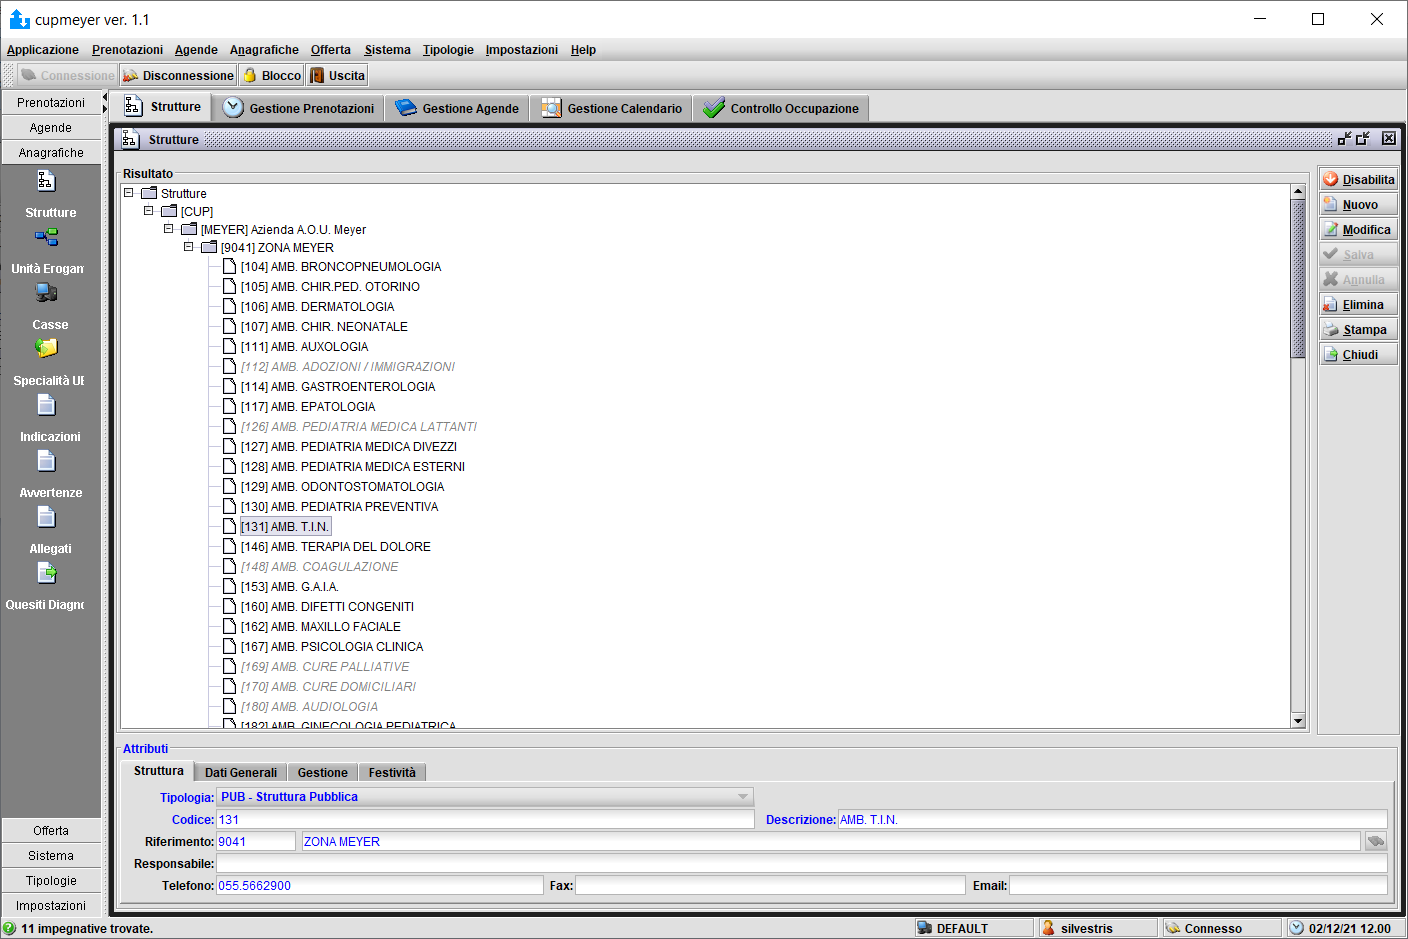 cupmeyer ver. 1.1
Applicazione Prenotazioni Agende Anagrafiche Offerta Sistema Tipologie Impostazioni Help
Connessione Disconnessione Blocco Uscita
Prenotazioni
Agende
Anagrafiche
Strutture
Unità Erogan
Casse
Specialità UE
Indicazioni
Avvertenze
Allegati
Quesiti Diagno
Offerta
Sistema
Tipologie
Impostazioni
Strutture Gestione Prenotazioni Gestione Agende Gestione Calendario Controllo Occupazione
Strutture
Risultato
Strutture
[CUP]
[MEYER] Azienda A.O.U. Meyer
[9041] ZONA MEYER
[104] AMB. BRONCOPNEUMOLOGIA
[105] AMB. CHIR.PED. OTORINO
[106] AMB. DERMATOLOGIA
[107] AMB. CHIR. NEONATALE
[111] AMB. AUXOLOGIA
[112] AMB. ADOZIONI / IMMIGRAZIONI
[114] AMB. GASTROENTEROLOGIA
[117] AMB. EPATOLOGIA
[126] AMB. PEDIATRIA MEDICA LATTANTI
[127] AMB. PEDIATRIA MEDICA DIVEZZI
[128] AMB. PEDIATRIA MEDICA ESTERNI
[129] AMB. ODONTOSTOMATOLOGIA
[130] AMB. PEDIATRIA PREVENTIVA
[131] AMB. T.I.N.
[146] AMB. TERAPIA DEL DOLORE
[148] AMB. COAGULAZIONE
[153] AMB. G.A.I.A.
[160] AMB. DIFETTI CONGENITI
[162] AMB. MAXILLO FACIALE
[167] AMB. PSICOLOGIA CLINICA
[169] AMB. CURE PALLIATIVE
[170] AMB. CURE DOMICILIARI
[180] AMB. AUDIOLOGIA
[182] AMB. GINECOLOGIA PEDIATRICA
Disabilita
Nuovo
Modifica
Salva
Annulla
Elimina
Stampa
Chiudi
Attributi
Struttura Dati Generali Gestione Festività
Tipologia: PUB - Struttura Pubblica
Codice: 131 Descrizione: AMB. T.I.N.
Riferimento: 9041 ZONA MEYER
Responsabile:
Telefono: 055.5662900 Fax: Email:
11 impegnative trovate. DEFAULT silvestris Connesso 02/12/21 12.00